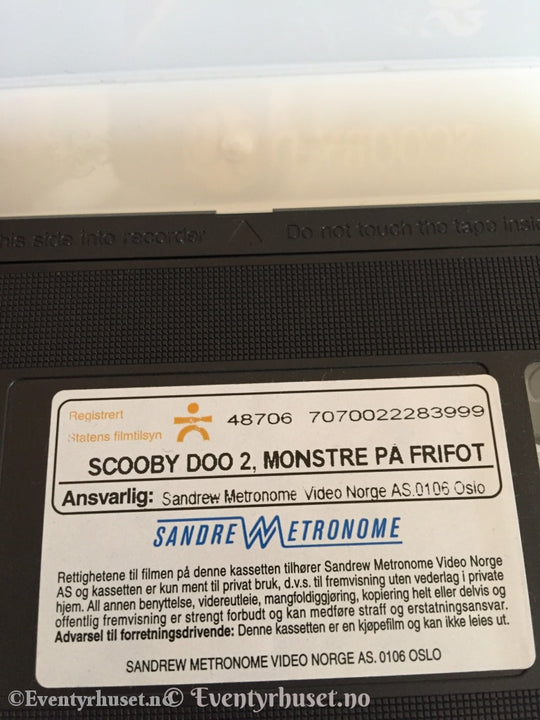 his side into recorder Do not touch the tape insid
Registrert
Statens filmtilsyn
48706 7070022283999
SCOOBY DOO 2, MONSTRE PÅ FRIFOT
Ansvarlig: Sandrew Metronome Video Norge AS.0106 Oslo
SANDREW METRONOME
Rettighetene til filmen på denne kassetten tilhører Sandrew Metronome Video Norge
AS og kassetten er kun ment til privat bruk, d.v.s. til fremvisning uten vederlag i private
hjem. All annen benyttelse, videreutleie, mangfoldiggjøring, kopiering helt eller delvis og
offentlig fremvisning er strengt forbudt og kan medføre straff og erstatningsansvar.
Advarsel til forretningsdrivende: Denne kassetten er en kjøpefilm og kan ikke leies ut.
SANDREW METRONOME VIDEO NORGE AS. 0106 OSLO
©Eventyrhuset.no © Eventyrhuset.no